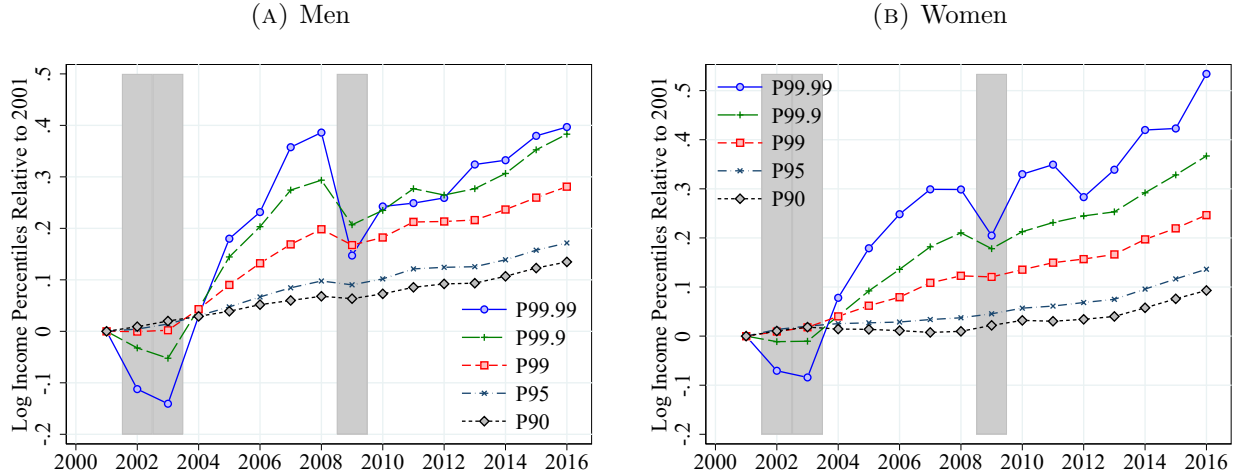 (A) Men
Log Income Percentiles Relative to 2001
.5
.4
.3
.2
.1
0
-.1
-.2
P99.99
P99.9
P99
P95
P90
2000 2002 2004 2006 2008 2010 2012 2014 2016
(B) Women
Log Income Percentiles Relative to 2001
.5
.4
.3
.2
.1
0
-.1
-.2
P99.99
P99.9
P99
P95
P90
2000 2002 2004 2006 2008 2010 2012 2014 2016